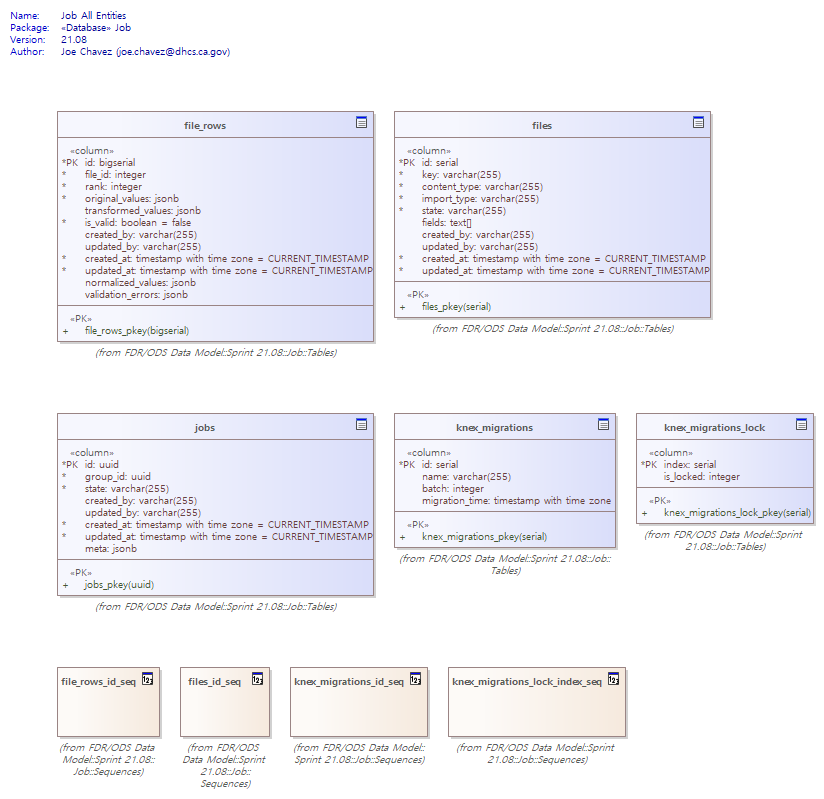 Name: Job All Entities
Package: «Database» Job
Version: 21.08
Author: Joe Chavez (joe.chavez@dhcs.ca.gov)
file_rows
«column»
*PK id: bigserial
* file_id: integer
* rank: integer
* original_values: jsonb
transformed_values: jsonb
* is_valid: boolean = false
created_by: varchar(255)
updated_by: varchar(255)
* created_at: timestamp with time zone = CURRENT_TIMESTAMP
* updated_at: timestamp with time zone = CURRENT_TIMESTAMP
normalized_values: jsonb
validation_errors: jsonb
«PK»
+ file_rows_pkey(bigserial)
(from FDR/ODS Data Model::Sprint 21.08::Job::Tables)
files
«column»
*PK id: serial
* key: varchar(255)
* content_type: varchar(255)
* import_type: varchar(255)
* state: varchar(255)
fields: text[]
created_by: varchar(255)
updated_by: varchar(255)
* created_at: timestamp with time zone = CURRENT_TIMESTAMP
* updated_at: timestamp with time zone = CURRENT_TIMESTAMP
«PK»
+ files_pkey(serial)
(from FDR/ODS Data Model::Sprint 21.08::Job::Tables)
jobs
«column»
*PK id: uuid
* group_id: uuid
* state: varchar(255)
created_by: varchar(255)
updated_by: varchar(255)
* created_at: timestamp with time zone = CURRENT_TIMESTAMP
* updated_at: timestamp with time zone = CURRENT_TIMESTAMP
meta: jsonb
«PK»
+ jobs_pkey(uuid)
(from FDR/ODS Data Model::Sprint 21.08::Job::Tables)
knex_migrations
«column»
*PK id: serial
name: varchar(255)
batch: integer
migration_time: timestamp with time zone
«PK»
+ knex_migrations_pkey(serial)
(from FDR/ODS Data Model::Sprint 21.08::Job::
Tables)
knex_migrations_lock
«column»
*PK index: serial
is_locked: integer
«PK»
+ knex_migrations_lock_pkey(serial)
(from FDR/ODS Data Model::Sprint
21.08::Job::Tables)
file_rows_id_seq
(from FDR/ODS Data
Model::Sprint 21.08::
Job::Sequences)
files_id_seq
(from FDR/ODS
Data Model::Sprint
21.08::Job::
Sequences)
knex_migrations_id_seq
(from FDR/ODS Data Model::
Sprint 21.08::Job::Sequences)
knex_migrations_lock_index_seq
(from FDR/ODS Data Model::Sprint
21.08::Job::Sequences)